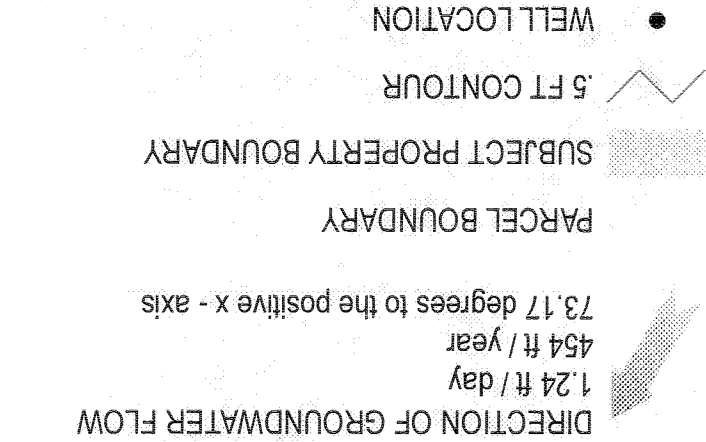 DIRECTION OF GROUNDWATER FLOW
1.24 ft / day
454 ft / year
73.17 degrees to the positive x - axis
PARCEL BOUNDARY
SUBJECT PROPERTY BOUNDARY
.5 FT CONTOUR
WELL LOCATION